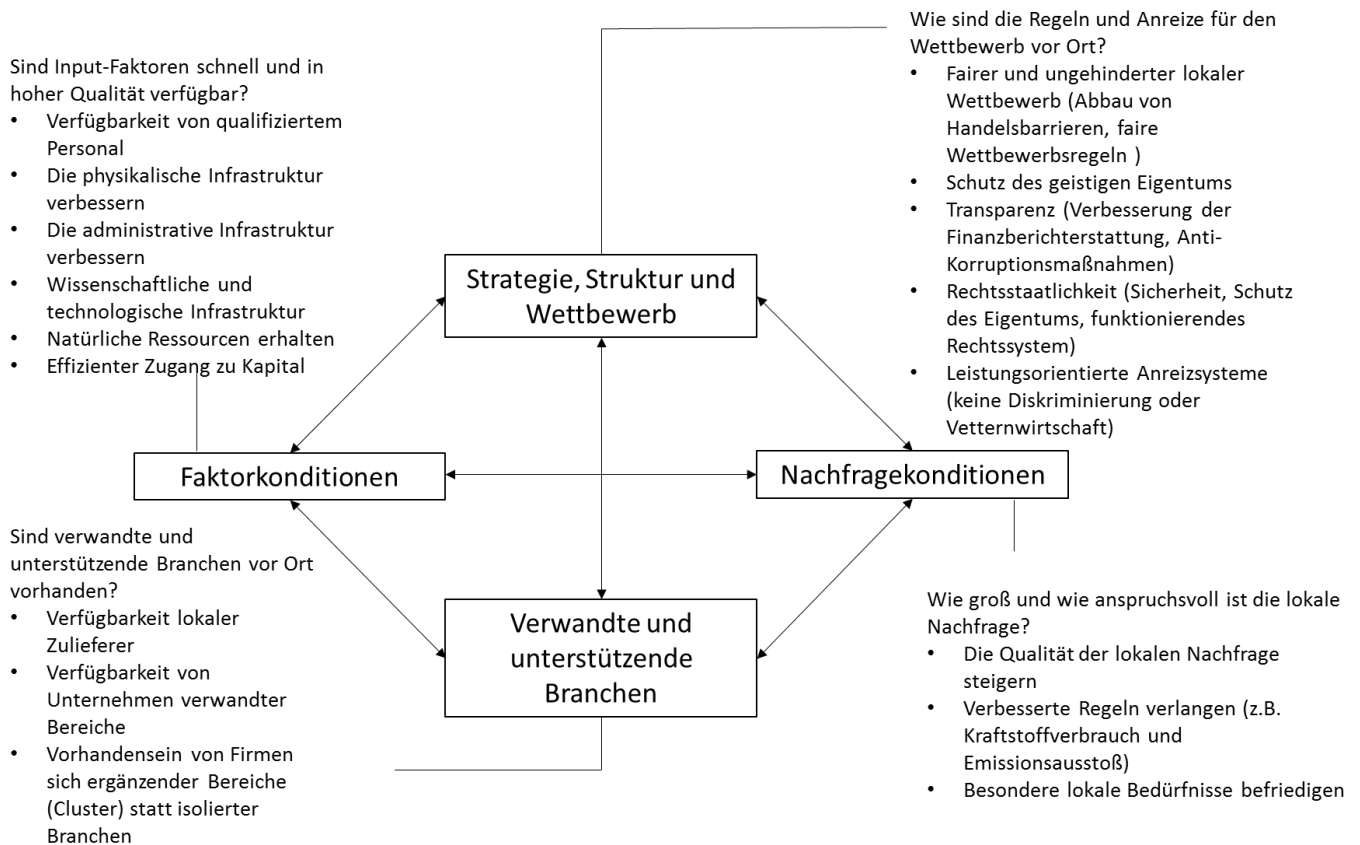 Sind Input-Faktoren schnell und in
hoher Qualität verfügbar?
• Verfügbarkeit von qualifiziertem
Personal
• Die physikalische Infrastruktur
verbessern
• Die administrative Infrastruktur
verbessern
• Wissenschaftliche und
technologische Infrastruktur
• Natürliche Ressourcen erhalten
• Effizienter Zugang zu Kapital
Wie sind die Regeln und Anreize für den
Wettbewerb vor Ort?
• Fairer und ungehinderter lokaler
Wettbewerb (Abbau von
Handelsbarrieren, faire
Wettbewerbsregeln )
• Schutz des geistigen Eigentums
• Transparenz (Verbesserung der
Finanzberichterstattung, Anti-
Korruptionsmaßnahmen)
• Rechtsstaatlichkeit (Sicherheit, Schutz
des Eigentums, funktionierendes
Rechtssystem)
• Leistungsorientierte Anreizsysteme
(keine Diskriminierung oder
Vetternwirtschaft)
Strategie, Struktur und
Wettbewerb
Faktorkonditionen
Nachfragekonditionen
Verwandte und
unterstützende
Branchen
Sind verwandte und
unterstützende Branchen vor Ort
vorhanden?
• Verfügbarkeit lokaler
Zulieferer
• Verfügbarkeit von
Unternehmen verwandter
Bereiche
• Vorhandensein von Firmen
sich ergänzender Bereiche
(Cluster) statt isolierter
Branchen
Wie groß und wie anspruchsvoll ist die lokale
Nachfrage?
• Die Qualität der lokalen Nachfrage
steigern
• Verbesserte Regeln verlangen (z.B.
Kraftstoffverbrauch und
Emissionsausstoß)
• Besondere lokale Bedürfnisse befriedigen